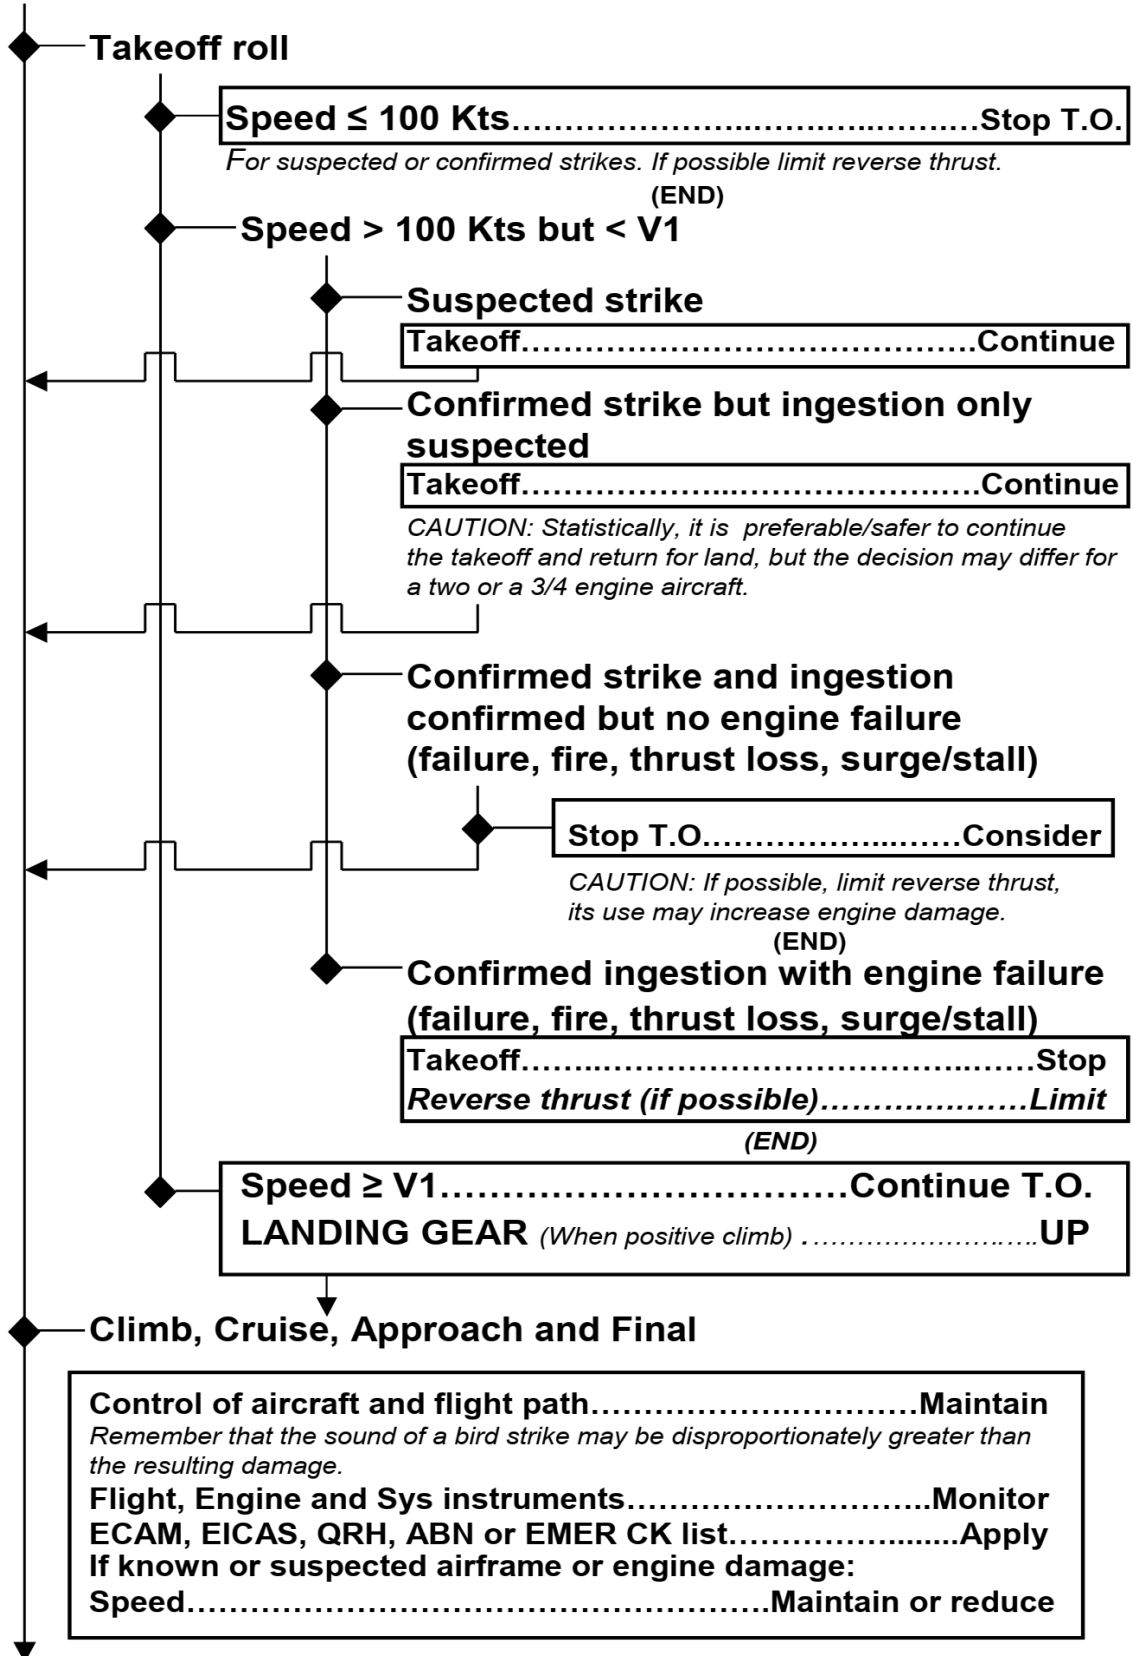 Takeoff roll
Speed ≤ 100 Kts……………………..…….…..…….…Stop T.O.
For suspected or confirmed strikes. If possible limit reverse thrust.
(END)
Speed > 100 Kts but < V1
Suspected strike
Takeoff…………………………………….Continue
Confirmed strike but ingestion only
suspected
Takeoff………………...………………….….Continue
CAUTION: Statistically, it is preferable/safer to continue
the takeoff and return for land, but the decision may differ for
a two or a 3/4 engine aircraft.
Confirmed strike and ingestion
confirmed but no engine failure
(failure, fire, thrust loss, surge/stall)
Stop T.O.………………...……Consider
CAUTION: If possible, limit reverse thrust,
its use may increase engine damage.
(END)
Confirmed ingestion with engine failure
(failure, fire, thrust loss, surge/stall)
Takeoff……..……………………………..……Stop
Reverse thrust (if possible)……….….……Limit
(END)
Speed ≥ V1……………………………Continue T.O.
LANDING GEAR (When positive climb) ……………………….…UP
Climb, Cruise, Approach and Final
Control of aircraft and flight path……………….…………Maintain
Remember that the sound of a bird strike may be disproportionately greater than
the resulting damage.
Flight, Engine and Sys instruments………………………..Monitor
ECAM, EICAS, QRH, ABN or EMER CK list……………........Apply
If known or suspected airframe or engine damage:
Speed……………………………………………….Maintain or reduce